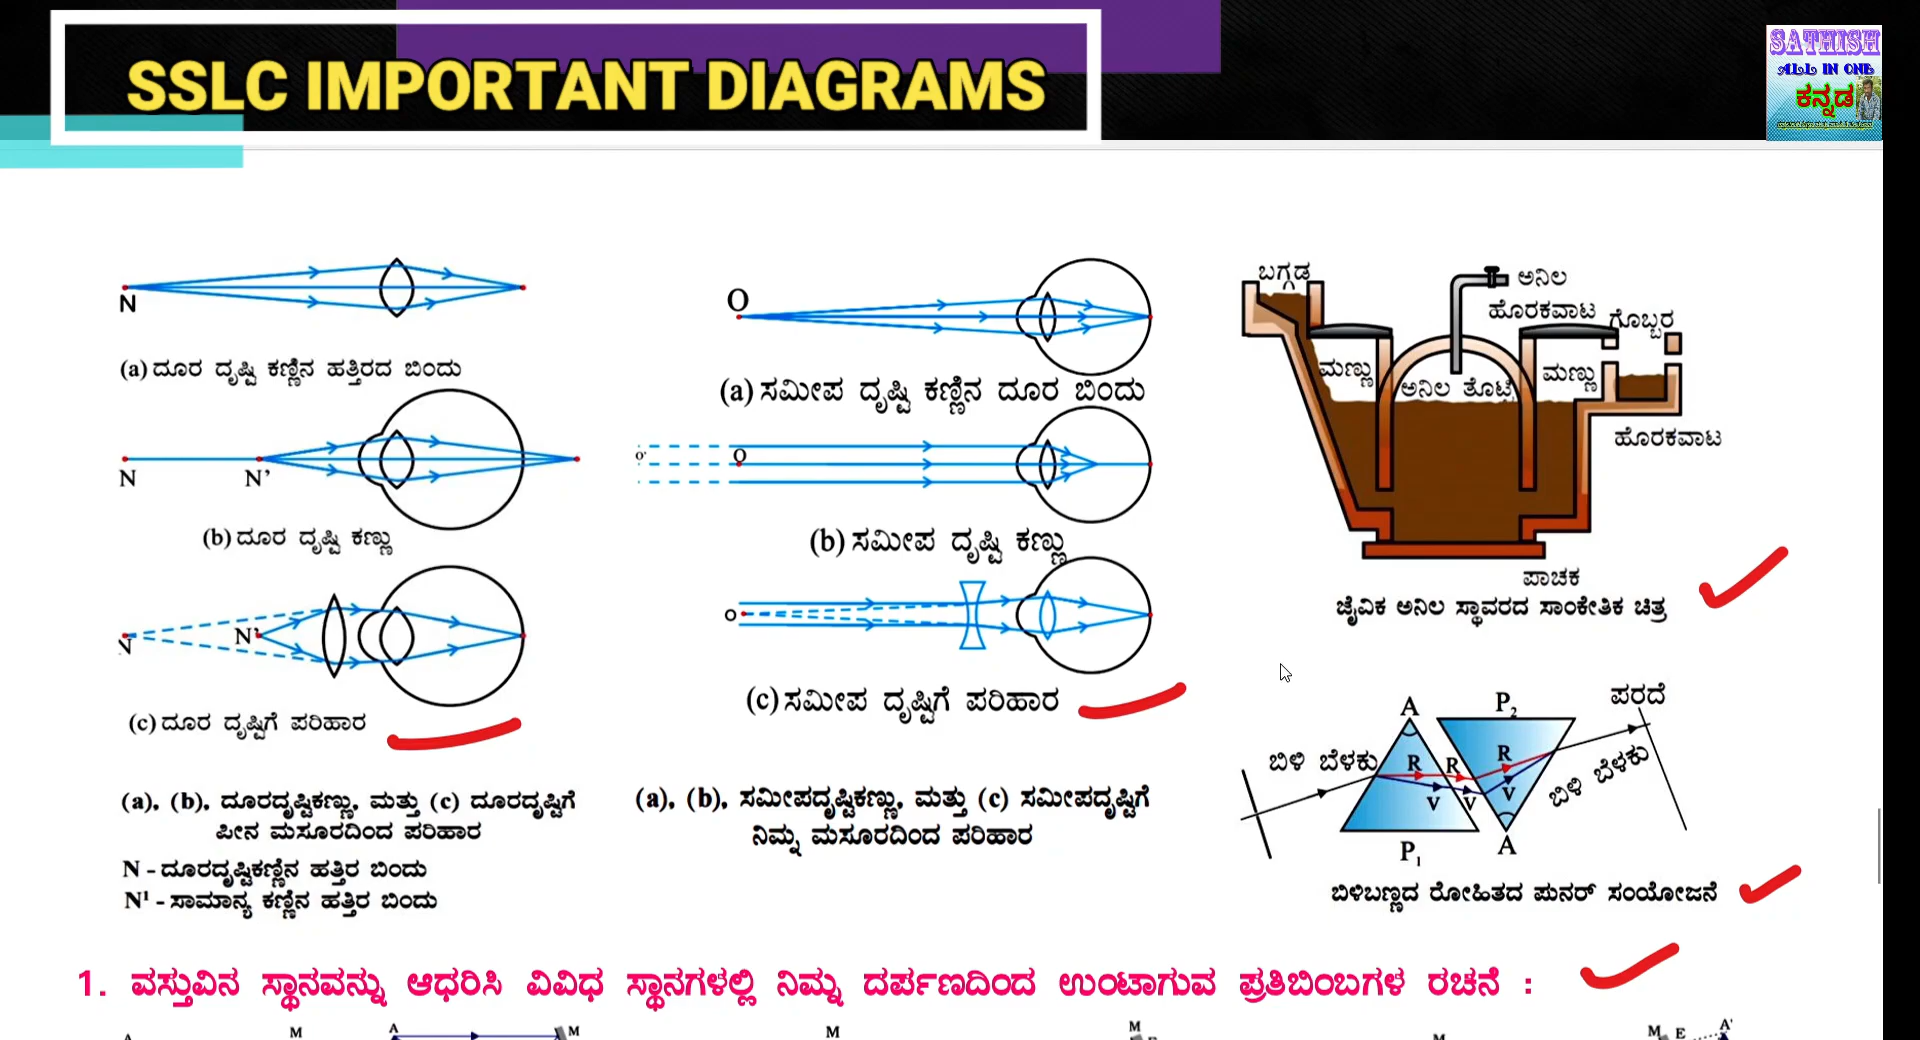 SSLC IMPORTANT DIAGRAMS
SATHISH
ALL IN ONE
ಕನ್ನಡ
N
(a) ದೂರ ದೃಷ್ಟಿ ಕಣ್ಣಿನ ಹತ್ತಿರದ ಬಿಂದು
N N'
(b) ದೂರ ದೃಷ್ಟಿ ಕಣ್ಣು
N N'
(c) ದೂರ ದೃಷ್ಟಿಗೆ ಪರಿಹಾರ
(a), (b), ದೂರದೃಷ್ಟಿಕಣ್ಣು, ಮತ್ತು (c) ದೂರದೃಷ್ಟಿಗೆ
ಪೀನ ಮಸೂರದಿಂದ ಪರಿಹಾರ
N - ದೂರದೃಷ್ಟಿಕಣ್ಣಿನ ಹತ್ತಿರ ಬಿಂದು
N¹ - ಸಾಮಾನ್ಯ ಕಣ್ಣಿನ ಹತ್ತಿರ ಬಿಂದು
O
(a) ಸಮೀಪ ದೃಷ್ಟಿ ಕಣ್ಣಿನ ದೂರ ಬಿಂದು
O' O
(b) ಸಮೀಪ ದೃಷ್ಟಿ ಕಣ್ಣು
O
(c) ಸಮೀಪ ದೃಷ್ಟಿಗೆ ಪರಿಹಾರ
(a), (b), ಸಮೀಪದೃಷ್ಟಿಕಣ್ಣು, ಮತ್ತು (c) ಸಮೀಪದೃಷ್ಟಿಗೆ
ನಿಮ್ನ ಮಸೂರದಿಂದ ಪರಿಹಾರ
ಬಗ್ಗಡ ಅನಿಲ
ಹೊರಕವಾಟ ಗೊಬ್ಬರ
ಮಣ್ಣು ಅನಿಲ ತೊಟ್ಟಿ ಮಣ್ಣು
ಹೊರಕವಾಟ
ಪಾಚಕ
ಜೈವಿಕ ಅನಿಲ ಸ್ಥಾವರದ ಸಾಂಕೇತಿಕ ಚಿತ್ರ
A P₂ ಪರದೆ
ಬಿಳಿ ಬೆಳಕು R R R ಬಿಳಿ ಬೆಳಕು
V V V
P₁ A
ಬಿಳಿಬಣ್ಣದ ರೋಹಿತದ ಪುನರ್ ಸಂಯೋಜನೆ
1. ವಸ್ತುವಿನ ಸ್ಥಾನವನ್ನು ಆಧರಿಸಿ ವಿವಿಧ ಸ್ಥಾನಗಳಲ್ಲಿ ನಿಮ್ನ ದರ್ಪಣದಿಂದ ಉಂಟಾಗುವ ಪ್ರತಿಬಿಂಬಗಳ ರಚನೆ :
A M A M M M M M E A'